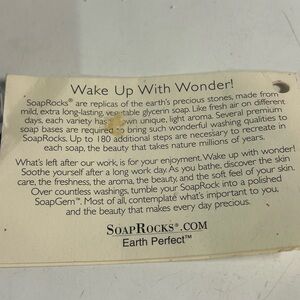 Wake Up With Wonder!
SoapRocks® are replicas of the earth's precious stones, made from
mild, extra long-lasting vegetable glycerin soap. Like fresh air on different
days, each variety has its own unique, light aroma. Several premium
soap bases are required to bring such wonderful washing qualities to
SoapRocks. Up to 180 additional steps are necessary to recreate in
each soap, the beauty that takes nature millions of years.
What's left after our work, is for your enjoyment. Wake up with wonder!
Soothe yourself after a long work day. As you bathe, discover the skin
care, the freshness, the aroma, the beauty, and the soft feel of your skin.
Over countless washings, tumble your SoapRock into a polished
SoapGem™. Most of all, contemplate what's important to you,
and the beauty that makes every day precious.
SOAPROCKS®.COM
Earth Perfect™